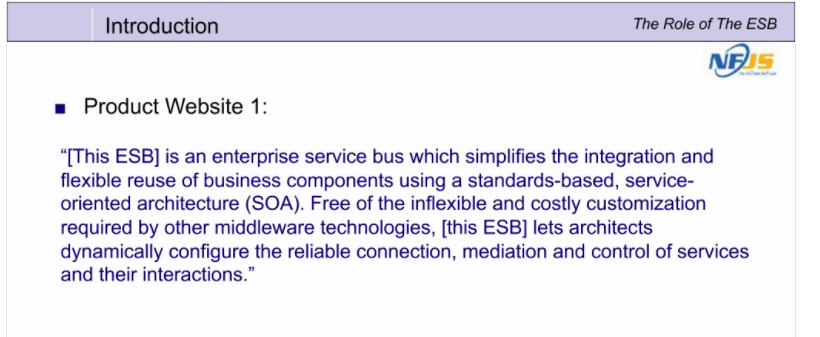 Introduction
The Role of The ESB
NFJS
Product Website 1:
“[This ESB] is an enterprise service bus which simplifies the integration and
flexible reuse of business components using a standards-based, service-
oriented architecture (SOA). Free of the inflexible and costly customization
required by other middleware technologies, [this ESB] lets architects
dynamically configure the reliable connection, mediation and control of services
and their interactions.”